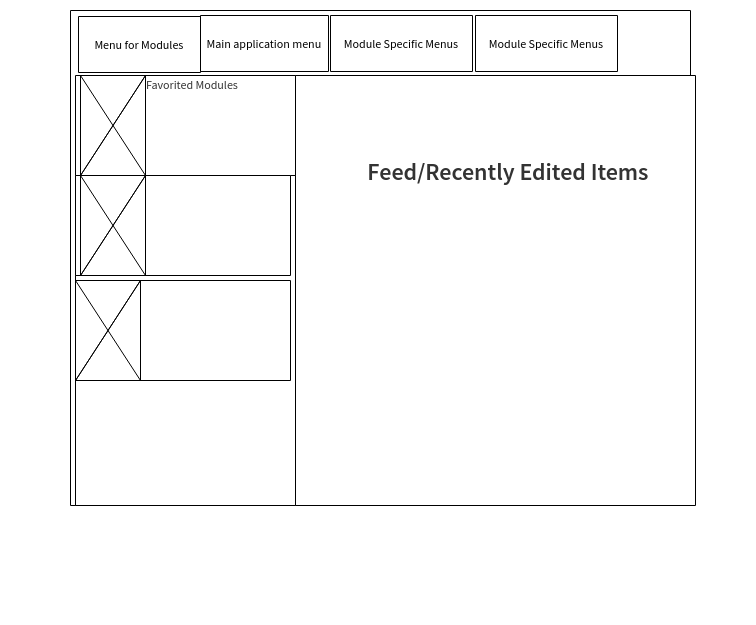 Menu for Modules
Main application menu
Module Specific Menus
Module Specific Menus
Favorited Modules
Feed/Recently Edited Items